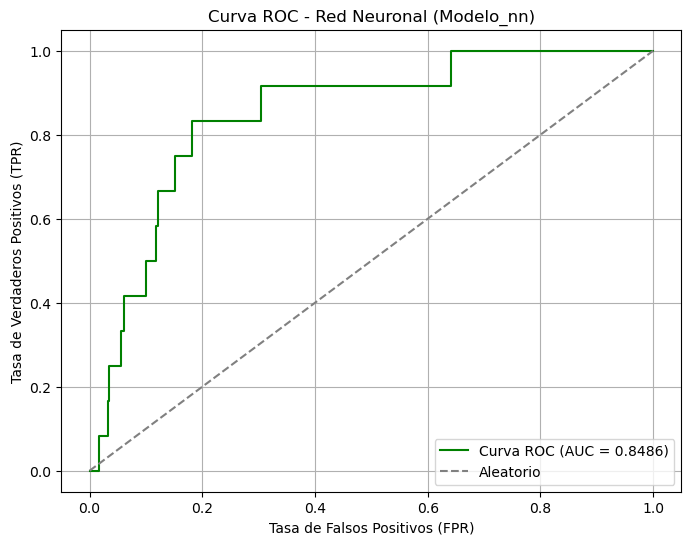 Curva ROC - Red Neuronal (Modelo_nn)
Tasa de Verdaderos Positivos (TPR)
1.0
0.8
0.6
0.4
0.2
0.0
Curva ROC (AUC = 0.8486)
Aleatorio
0.0 0.2 0.4 0.6 0.8 1.0
Tasa de Falsos Positivos (FPR)